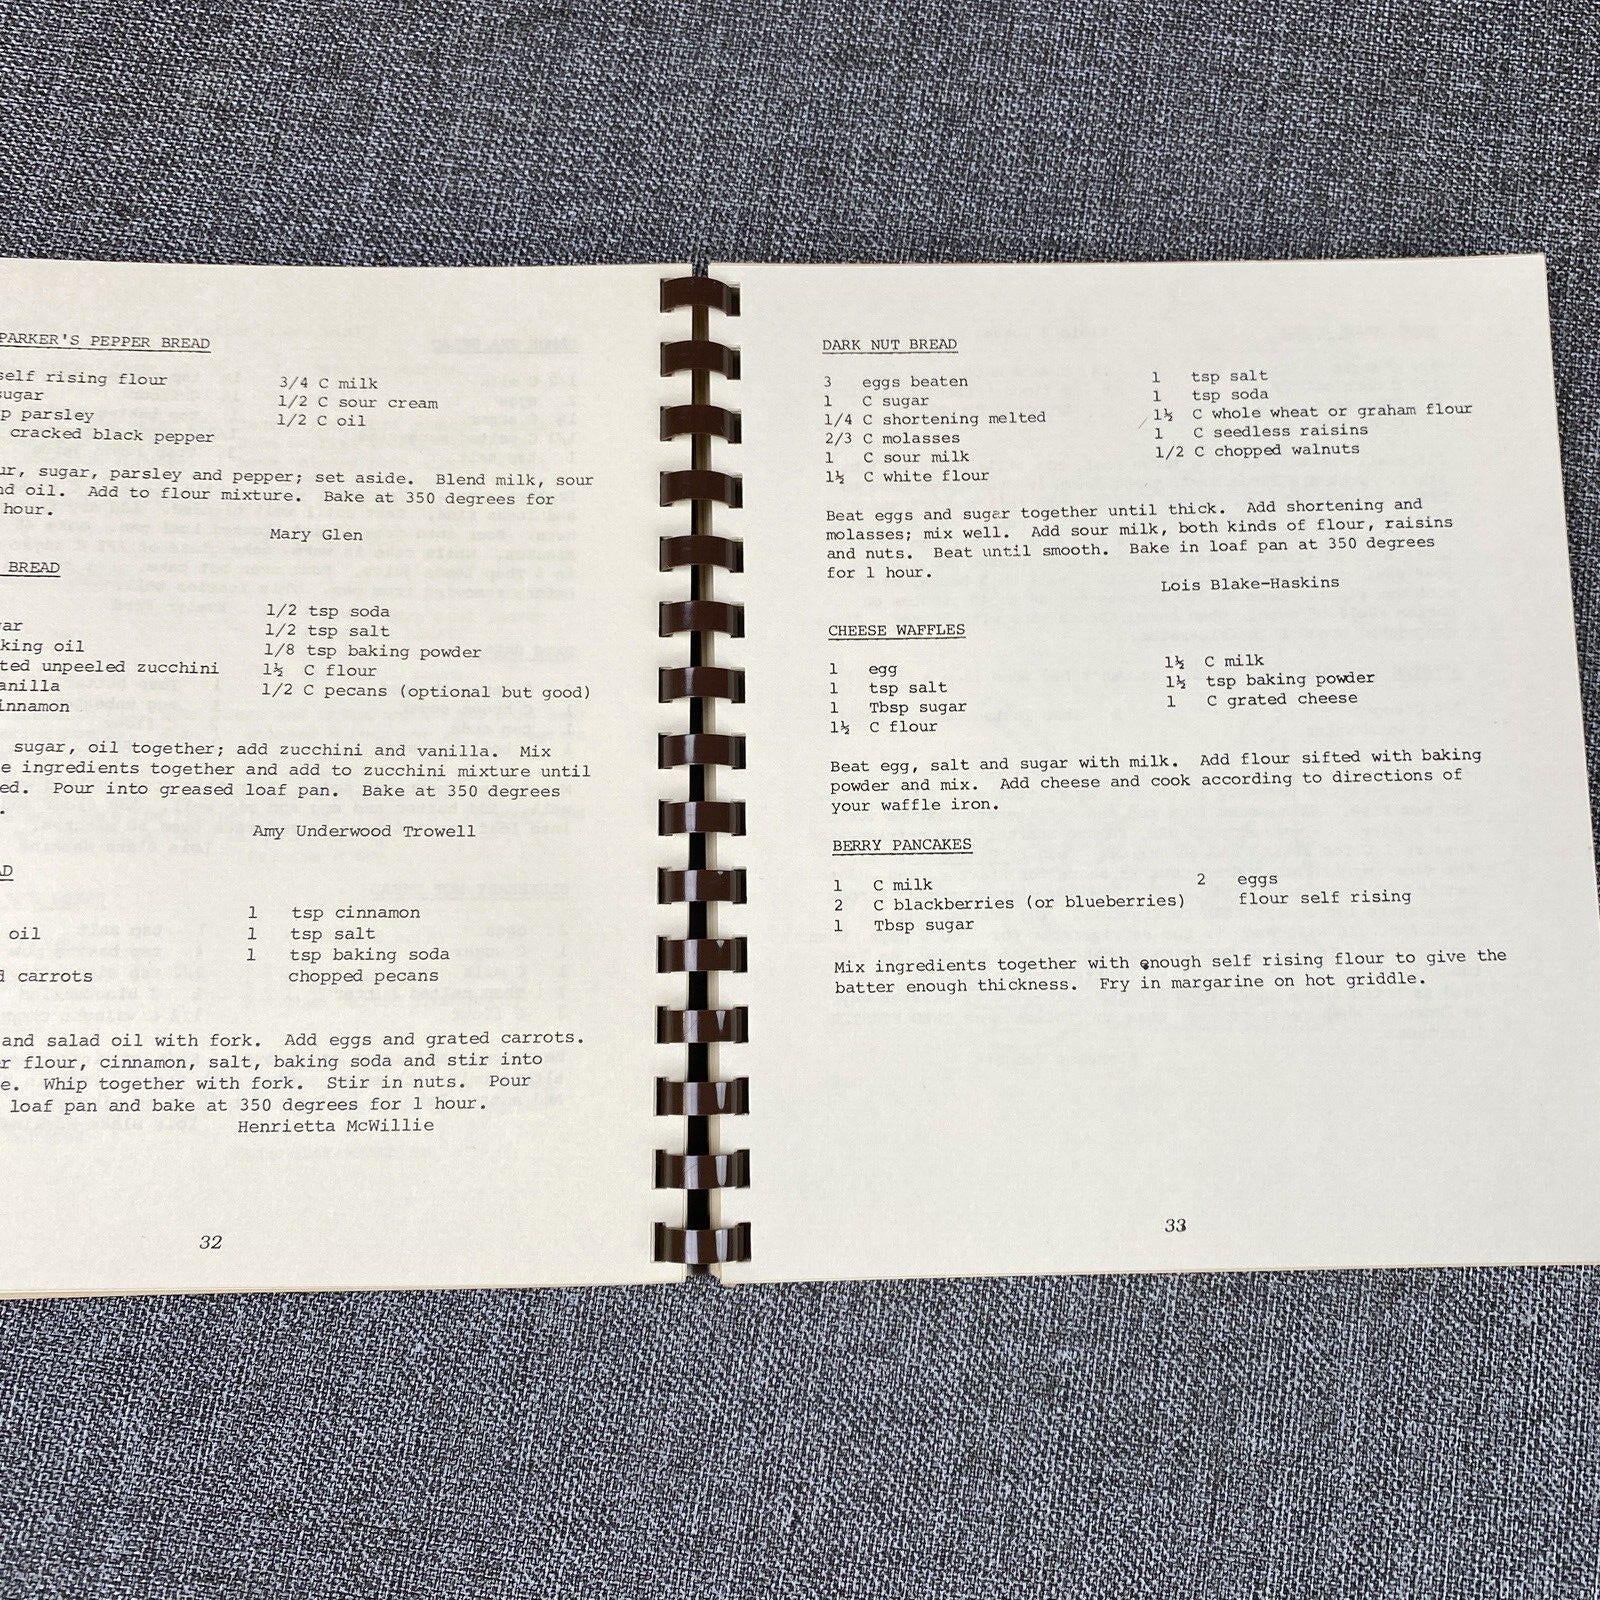 PARKER'S PEPPER BREAD
self rising flour 3/4 C milk
sugar 1/2 C sour cream
parsley 1/2 C oil
cracked black pepper
sugar, parsley and pepper; set aside. Blend milk, sour
oil. Add to flour mixture. Bake at 350 degrees for
hour.
Mary Glen
BREAD
1/2 tsp soda
1/2 tsp salt
oil 1/8 tsp baking powder
unpeeled zucchini 1½ C flour
1/2 C pecans (optional but good)
sugar, oil together; add zucchini and vanilla. Mix
ingredients together and add to zucchini mixture until
Pour into greased loaf pan. Bake at 350 degrees
Amy Underwood Trowell
1 tsp cinnamon
oil 1 tsp salt
1 tsp baking soda
carrots chopped pecans
and salad oil with fork. Add eggs and grated carrots.
flour, cinnamon, salt, baking soda and stir into
Whip together with fork. Stir in nuts. Pour
loaf pan and bake at 350 degrees for 1 hour.
Henrietta McWillie
32
DARK NUT BREAD
3 eggs beaten 1 tsp salt
1 C sugar 1 tsp soda
1/4 C shortening melted 1½ C whole wheat or graham flour
2/3 C molasses 1 C seedless raisins
1 C sour milk 1/2 C chopped walnuts
1½ C white flour
Beat eggs and sugar together until thick. Add shortening and
molasses; mix well. Add sour milk, both kinds of flour, raisins
and nuts. Beat until smooth. Bake in loaf pan at 350 degrees
for 1 hour.
Lois Blake-Haskins
CHEESE WAFFLES
1 egg 1½ C milk
1 tsp salt 1½ tsp baking powder
1 Tbsp sugar 1 C grated cheese
1½ C flour
Beat egg, salt and sugar with milk. Add flour sifted with baking
powder and mix. Add cheese and cook according to directions of
your waffle iron.
BERRY PANCAKES
1 C milk 2 eggs
2 C blackberries (or blueberries) flour self rising
1 Tbsp sugar
Mix ingredients together with enough self rising flour to give the
batter enough thickness. Fry in margarine on hot griddle.
33